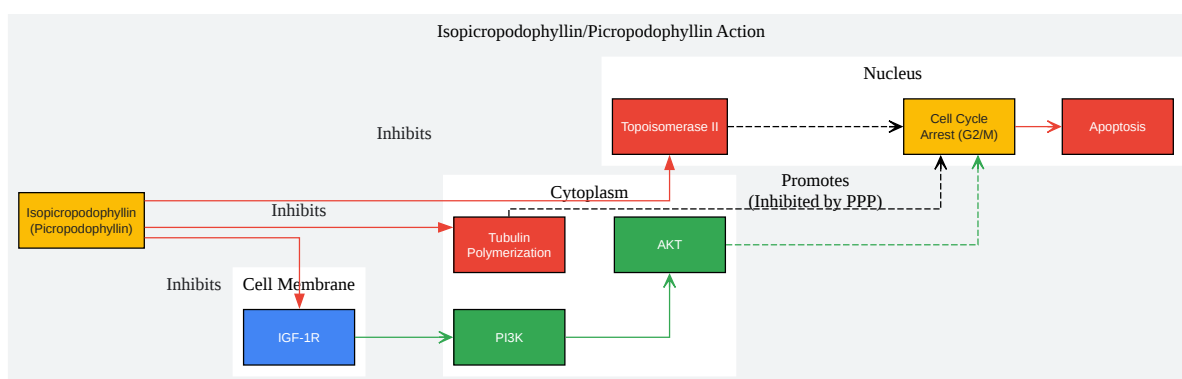 Isopicropodophyllin/Picropodophyllin Action
Nucleus
Topoisomerase II
Cell Cycle
Arrest (G2/M)
Apoptosis
Inhibits
Cytoplasm
Promotes
(Inhibited by PPP)
Isopicropodophyllin
(Picropodophyllin)
Inhibits
Tubulin
Polymerization
AKT
Inhibits
Cell Membrane
IGF-1R
PI3K